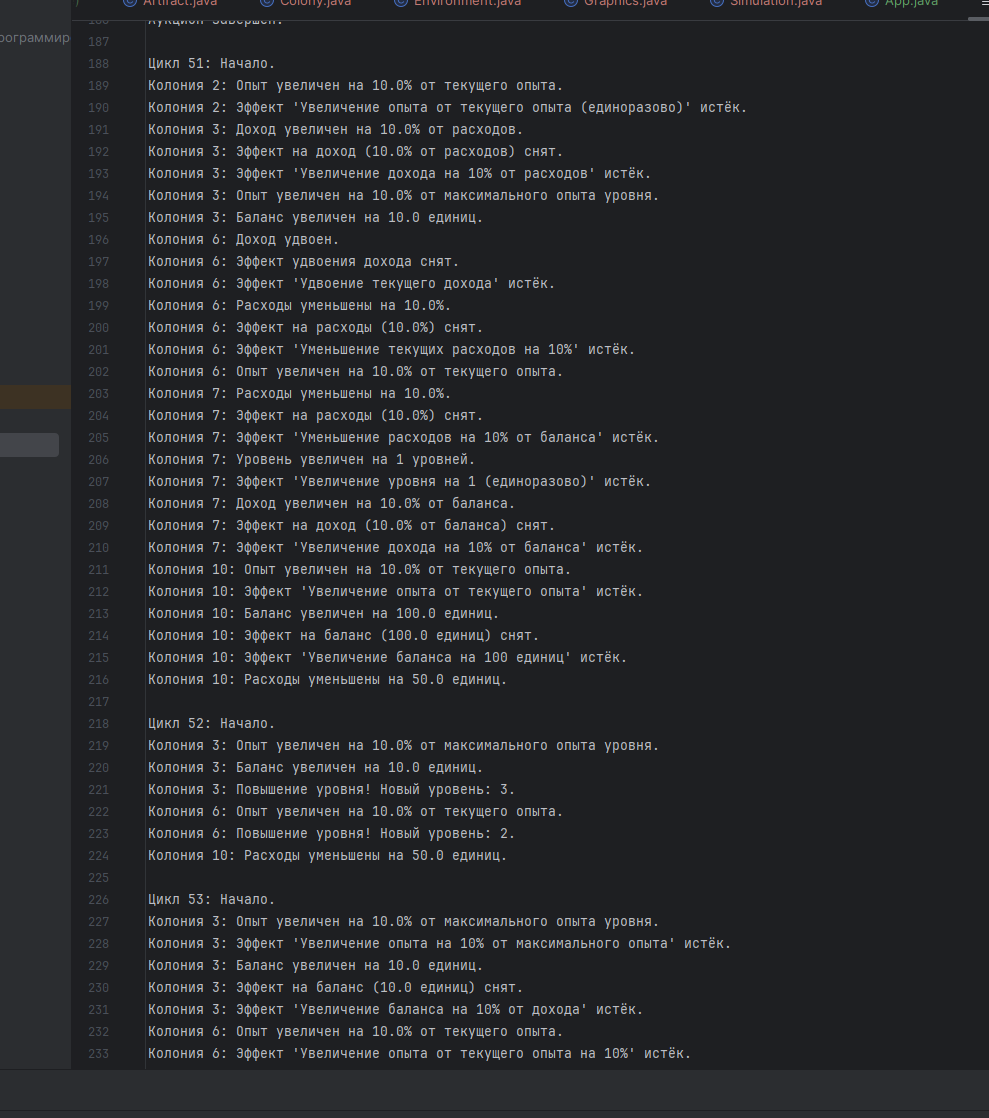 Artifact.java Colony.java Environment.java Graphics.java Simulation.java App.java
рограммир
186 Аукцион завершен.
187
188 Цикл 51: Начало.
189 Колония 2: Опыт увеличен на 10.0% от текущего опыта.
190 Колония 2: Эффект 'Увеличение опыта от текущего опыта (единоразово)' истёк.
191 Колония 3: Доход увеличен на 10.0% от расходов.
192 Колония 3: Эффект на доход (10.0% от расходов) снят.
193 Колония 3: Эффект 'Увеличение дохода на 10% от расходов' истёк.
194 Колония 3: Опыт увеличен на 10.0% от максимального опыта уровня.
195 Колония 3: Баланс увеличен на 10.0 единиц.
196 Колония 6: Доход удвоен.
197 Колония 6: Эффект удвоения дохода снят.
198 Колония 6: Эффект 'Удвоение текущего дохода' истёк.
199 Колония 6: Расходы уменьшены на 10.0%.
200 Колония 6: Эффект на расходы (10.0%) снят.
201 Колония 6: Эффект 'Уменьшение текущих расходов на 10%' истёк.
202 Колония 6: Опыт увеличен на 10.0% от текущего опыта.
203 Колония 7: Расходы уменьшены на 10.0%.
204 Колония 7: Эффект на расходы (10.0%) снят.
205 Колония 7: Эффект 'Уменьшение расходов на 10% от баланса' истёк.
206 Колония 7: Уровень увеличен на 1 уровней.
207 Колония 7: Эффект 'Увеличение уровня на 1 (единоразово)' истёк.
208 Колония 7: Доход увеличен на 10.0% от баланса.
209 Колония 7: Эффект на доход (10.0% от баланса) снят.
210 Колония 7: Эффект 'Увеличение дохода на 10% от баланса' истёк.
211 Колония 10: Опыт увеличен на 10.0% от текущего опыта.
212 Колония 10: Эффект 'Увеличение опыта от текущего опыта' истёк.
213 Колония 10: Баланс увеличен на 100.0 единиц.
214 Колония 10: Эффект на баланс (100.0 единиц) снят.
215 Колония 10: Эффект 'Увеличение баланса на 100 единиц' истёк.
216 Колония 10: Расходы уменьшены на 50.0 единиц.
217
218 Цикл 52: Начало.
219 Колония 3: Опыт увеличен на 10.0% от максимального опыта уровня.
220 Колония 3: Баланс увеличен на 10.0 единиц.
221 Колония 3: Повышение уровня! Новый уровень: 3.
222 Колония 6: Опыт увеличен на 10.0% от текущего опыта.
223 Колония 6: Повышение уровня! Новый уровень: 2.
224 Колония 10: Расходы уменьшены на 50.0 единиц.
225
226 Цикл 53: Начало.
227 Колония 3: Опыт увеличен на 10.0% от максимального опыта уровня.
228 Колония 3: Эффект 'Увеличение опыта на 10% от максимального опыта' истёк.
229 Колония 3: Баланс увеличен на 10.0 единиц.
230 Колония 3: Эффект на баланс (10.0 единиц) снят.
231 Колония 3: Эффект 'Увеличение баланса на 10% от дохода' истёк.
232 Колония 6: Опыт увеличен на 10.0% от текущего опыта.
233 Колония 6: Эффект 'Увеличение опыта от текущего опыта на 10%' истёк.